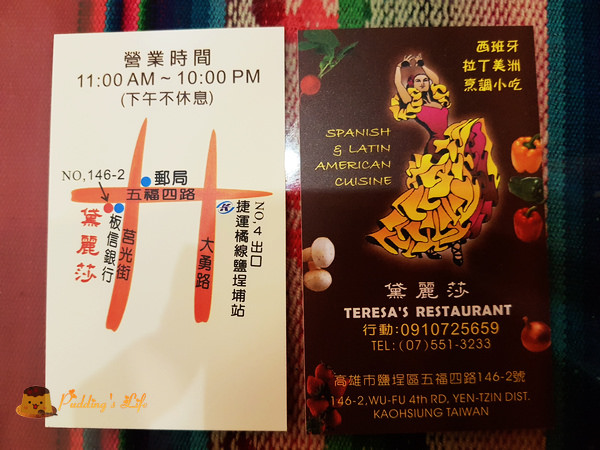 營業時間
11:00 AM ~ 10:00 PM
(下午不休息)
NO,146-2
郵局
五福四路
黛麗莎
板信銀行
莒光街
大勇路
捷運橘線鹽埕埔站
NO,4 出口
Pudding's Life
西班牙
拉丁美洲
烹調小吃
SPANISH
& LATIN
AMERICAN
CUISINE
黛麗莎
TERESA'S RESTAURANT
行動:0910725659
TEL:(07)551-3233
高雄市鹽埕區五福四路146-2號
146-2,WU-FU 4th RD, YEN-TZIN DIST.
KAOHSIUNG TAIWAN